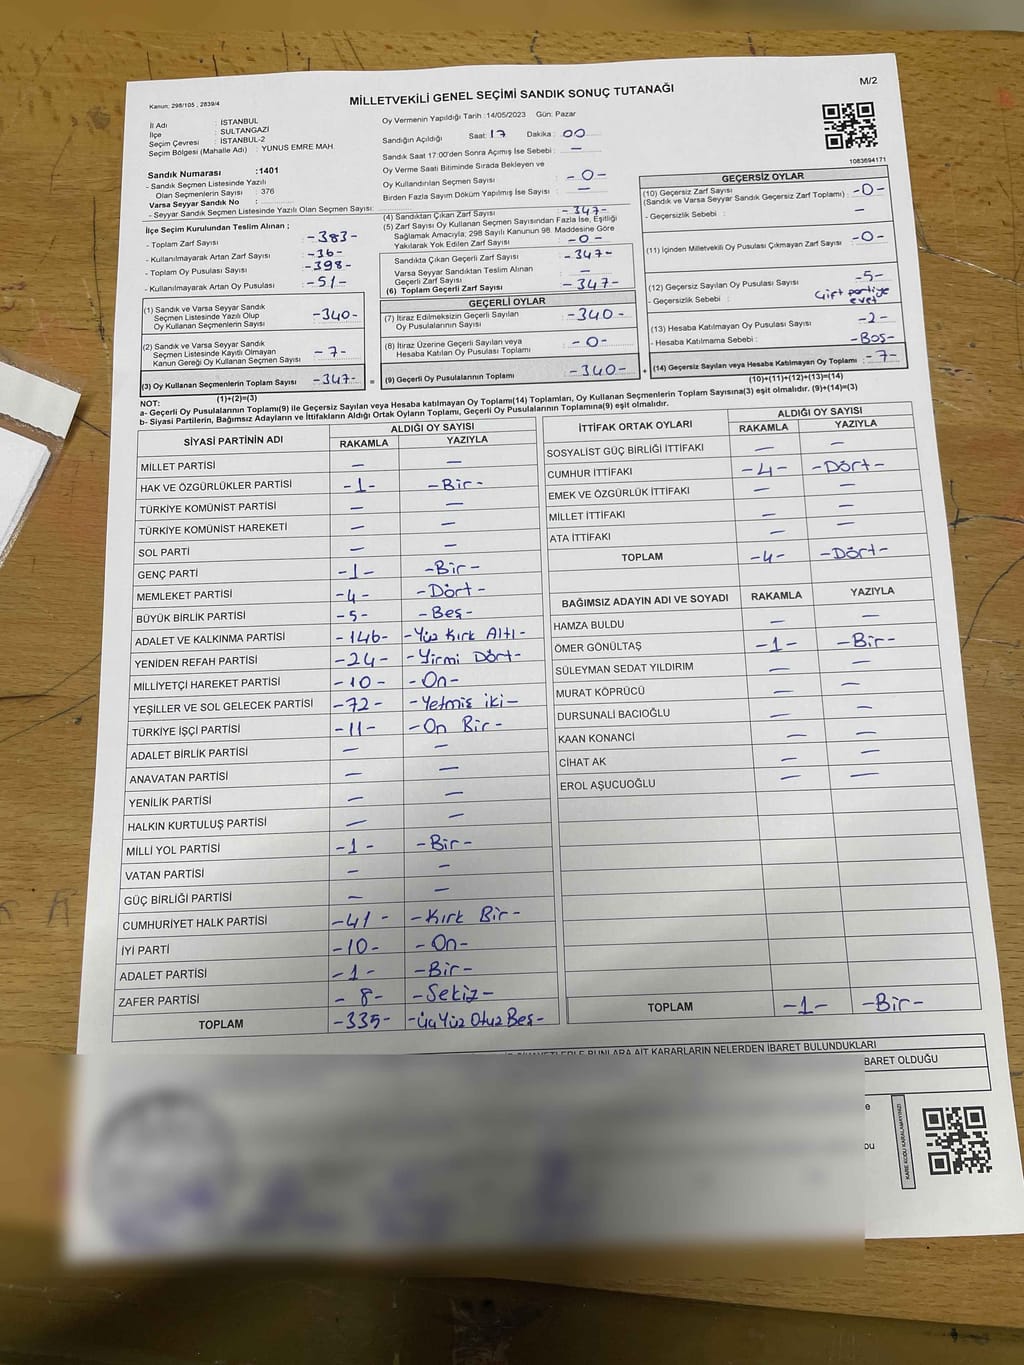 Kanun; 298/105 , 2839/4
MİLLETVEKİLİ GENEL SEÇİMİ SANDIK SONUÇ TUTANAĞI
M/2
İl Adı : İSTANBUL
İlçe : SULTANGAZİ
Seçim Çevresi : İSTANBUL-2
Seçim Bölgesi (Mahalle Adı) : YUNUS EMRE MAH.
Sandık Numarası :1401
- Sandık Seçmen Listesinde Yazılı
Olan Seçmenlerin Sayısı : 376
Varsa Seyyar Sandık No :
- Seyyar Sandık Seçmen Listesinde Yazılı Olan Seçmen Sayısı:
İlçe Seçim Kurulundan Teslim Alınan ;
- Toplam Zarf Sayısı : -383-
- Kullanılmayarak Artan Zarf Sayısı : -36-
- Toplam Oy Pusulası Sayısı : -398-
- Kullanılmayarak Artan Oy Pusulası : -51-
(1) Sandık ve Varsa Seyyar Sandık
Seçmen Listesinde Yazılı Olup
Oy Kullanan Seçmenlerin Sayısı : -340-
(2) Sandık ve Varsa Seyyar Sandık
Seçmen Listesinde Kayıtlı Olmayan
Kanun Gereği Oy Kullanan Seçmen Sayısı : -7-
(3) Oy Kullanan Seçmenlerin Toplam Sayısı : -347-
(1)+(2)=(3)
Oy Vermenin Yapıldığı Tarih :14/05/2023 Gün: Pazar
Sandığın Açıldığı Saat: 17 Dakika : 00
Sandık Saat 17:00'den Sonra Açılmış İse Sebebi : —
Oy Verme Saati Bitiminde Sırada Bekleyen ve
Oy Kullandırılan Seçmen Sayısı : -0-
Birden Fazla Sayım Döküm Yapılmış İse Sayısı : —
(4) Sandıktan Çıkan Zarf Sayısı : -347-
(5) Zarf Sayısı Oy Kullanan Seçmen Sayısından Fazla İse, Eşitliği
Sağlamak Amacıyla; 298 Sayılı Kanunun 98. Maddesine Göre
Yakılarak Yok Edilen Zarf Sayısı : -0-
Sandıkta Çıkan Geçerli Zarf Sayısı : -347-
Varsa Seyyar Sandıktan Teslim Alınan
Geçerli Zarf Sayısı : —
(6) Toplam Geçerli Zarf Sayısı : -347-
GEÇERLİ OYLAR
(7) İtiraz Edilmeksizin Geçerli Sayılan
Oy Pusulalarının Sayısı : -340-
(8) İtiraz Üzerine Geçerli Sayılan veya
Hesaba Katılan Oy Pusulası Toplamı : -0-
= (9) Geçerli Oy Pusulalarının Toplamı : -340-
1083694171
GEÇERSİZ OYLAR
(10) Geçersiz Zarf Sayısı
(Sandık ve Varsa Seyyar Sandık Geçersiz Zarf Toplamı) : -0-
- Geçersizlik Sebebi : —
(11) İçinden Milletvekili Oy Pusulası Çıkmayan Zarf Sayısı : -0-
(12) Geçersiz Sayılan Oy Pusulası Sayısı : -5-
- Geçersizlik Sebebi : Çift partiye
evet
(13) Hesaba Katılmayan Oy Pusulası Sayısı : -2-
- Hesaba Katılmama Sebebi : -Boş-
+ (14) Geçersiz Sayılan veya Hesaba Katılmayan Oy Toplamı : -7-
(10)+(11)+(12)+(13)=(14)
NOT:
a- Geçerli Oy Pusulalarının Toplamı(9) ile Geçersiz Sayılan veya Hesaba katılmayan Oy Toplamı(14) Toplamları, Oy Kullanan Seçmenlerin Toplam Sayısına(3) eşit olmalıdır. (9)+(14)=(3)
b- Siyasi Partilerin, Bağımsız Adayların ve İttifakların Aldığı Ortak Oyların Toplamı, Geçerli Oy Pusulalarının Toplamına(9) eşit olmalıdır.
SİYASİ PARTİNİN ADI ALDIĞI OY SAYISI
RAKAMLA YAZIYLA
MİLLET PARTİSİ — —
HAK VE ÖZGÜRLÜKLER PARTİSİ -1- -Bir-
TÜRKİYE KOMÜNİST PARTİSİ — —
TÜRKİYE KOMÜNİST HAREKETİ — —
SOL PARTİ — —
GENÇ PARTİ -1- -Bir-
MEMLEKET PARTİSİ -4- -Dört-
BÜYÜK BİRLİK PARTİSİ -5- -Beş-
ADALET VE KALKINMA PARTİSİ -146- -Yüz Kırk Altı-
YENİDEN REFAH PARTİSİ -24- -Yirmi Dört-
MİLLİYETÇİ HAREKET PARTİSİ -10- -On-
YEŞİLLER VE SOL GELECEK PARTİSİ -72- -Yetmiş iki-
TÜRKİYE İŞÇİ PARTİSİ -11- -On Bir-
ADALET BİRLİK PARTİSİ — —
ANAVATAN PARTİSİ — —
YENİLİK PARTİSİ — —
HALKIN KURTULUŞ PARTİSİ — —
MİLLİ YOL PARTİSİ -1- -Bir-
VATAN PARTİSİ — —
GÜÇ BİRLİĞİ PARTİSİ — —
CUMHURİYET HALK PARTİSİ -41- -Kırk Bir-
İYİ PARTİ -10- -On-
ADALET PARTİSİ -1- -Bir-
ZAFER PARTİSİ -8- -Sekiz-
TOPLAM -335- -üçYüz Otuz Beş-
İTTİFAK ORTAK OYLARI ALDIĞI OY SAYISI
RAKAMLA YAZIYLA
SOSYALİST GÜÇ BİRLİĞİ İTTİFAKI — —
CUMHUR İTTİFAKI -4- -Dört-
EMEK VE ÖZGÜRLÜK İTTİFAKI — —
MİLLET İTTİFAKI — —
ATA İTTİFAKI — —
TOPLAM -4- -Dört-
BAĞIMSIZ ADAYIN ADI VE SOYADI RAKAMLA YAZIYLA
HAMZA BULDU — —
ÖMER GÖNÜLTAŞ -1- -Bir-
SÜLEYMAN SEDAT YILDIRIM — —
MURAT KÖPRÜCÜ — —
DURSUNALİ BACIOĞLU — —
KAAN KONANCİ — —
CİHAT AK — —
EROL AŞUCUOĞLU — —
TOPLAM -1- -Bir-
BUNLARA AİT KARARLARIN NELERDEN İBARET BULUNDUKLARI
BARET OLDUĞU
KARE KODU KARALAMAYINIZ!